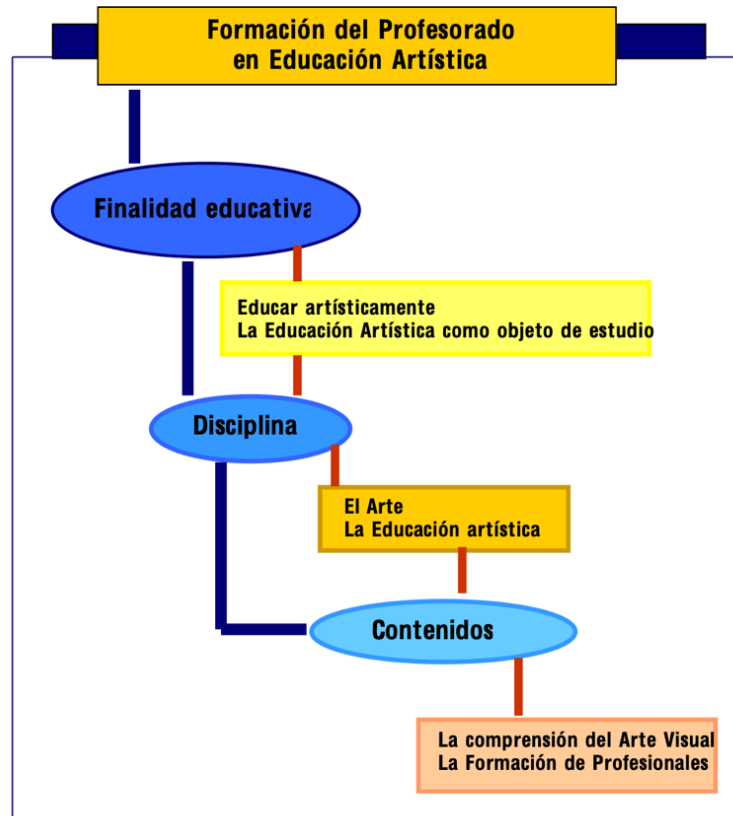 Formación del Profesorado
en Educación Artística
Finalidad educativa
Educar artísticamente
La Educación Artística como objeto de estudio
Disciplina
El Arte
La Educación artística
Contenidos
La comprensión del Arte Visual
La Formación de Profesionales